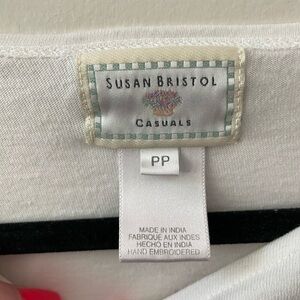 SUSAN BRISTOL
CASUALS
PP
MADE IN INDIA
FABRIQUE AUX INDES
HECHO EN INDIA
HAND EMBROIDERED